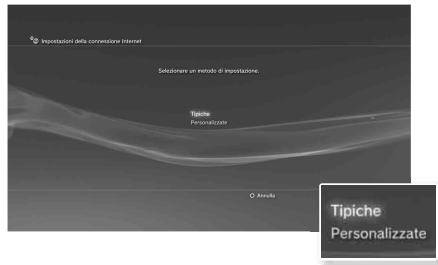 Impostazioni della connessione Internet
Selezionare un metodo di impostazione.
Tipiche
Personalizzate
Annulla
Tipiche
Personalizzate